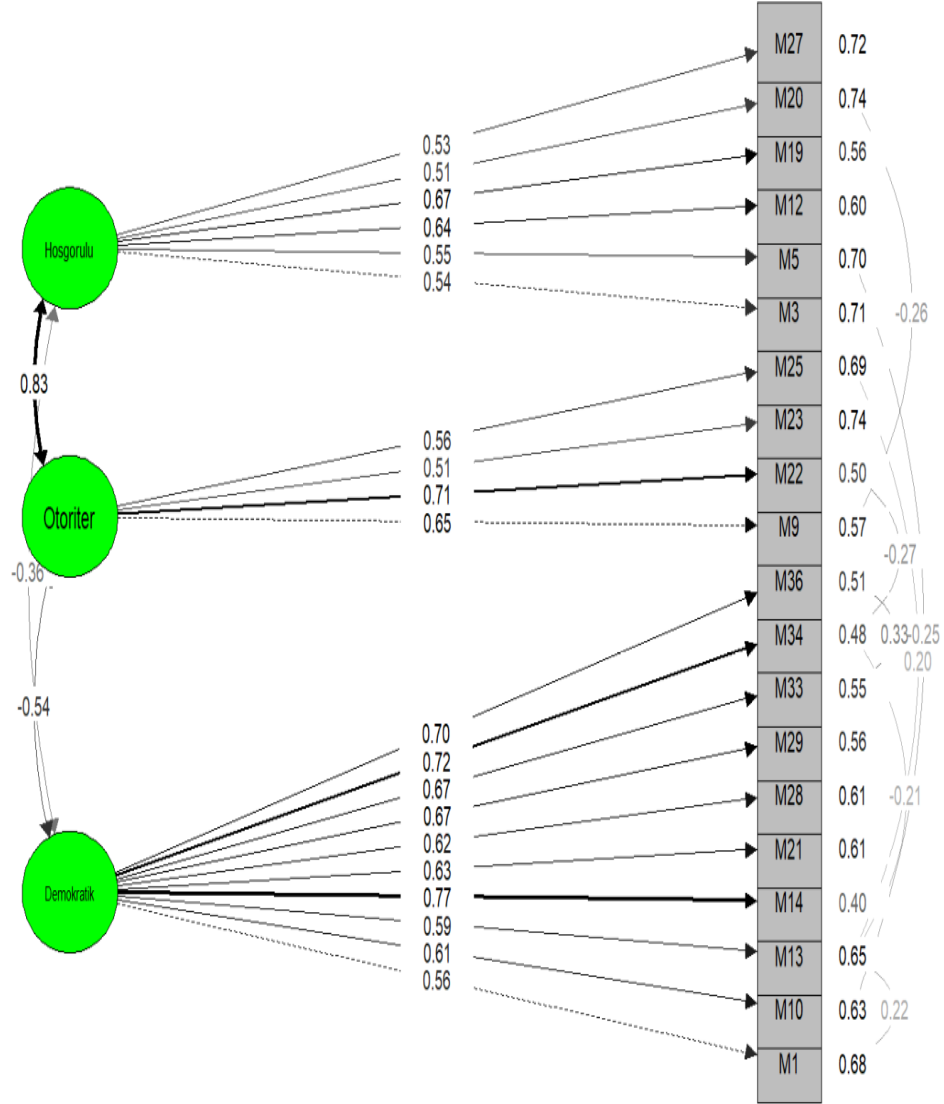 M27 0.72
M20 0.74
M19 0.56
M12 0.60
M5 0.70
M3 0.71
M25 0.69
M23 0.74
M22 0.50
M9 0.57
M36 0.51
M34 0.48
M33 0.55
M29 0.56
M28 0.61
M21 0.61
M14 0.40
M13 0.65
M10 0.63
M1 0.68
Hosgorulu
0.53
0.51
0.67
0.64
0.55
0.54
0.83
Otoriter
0.56
0.51
0.71
0.65
-0.36
-0.54
Demokratik
0.70
0.72
0.67
0.67
0.62
0.63
0.77
0.59
0.61
0.56
-0.26
-0.27
0.33
-0.25
0.20
-0.21
0.22